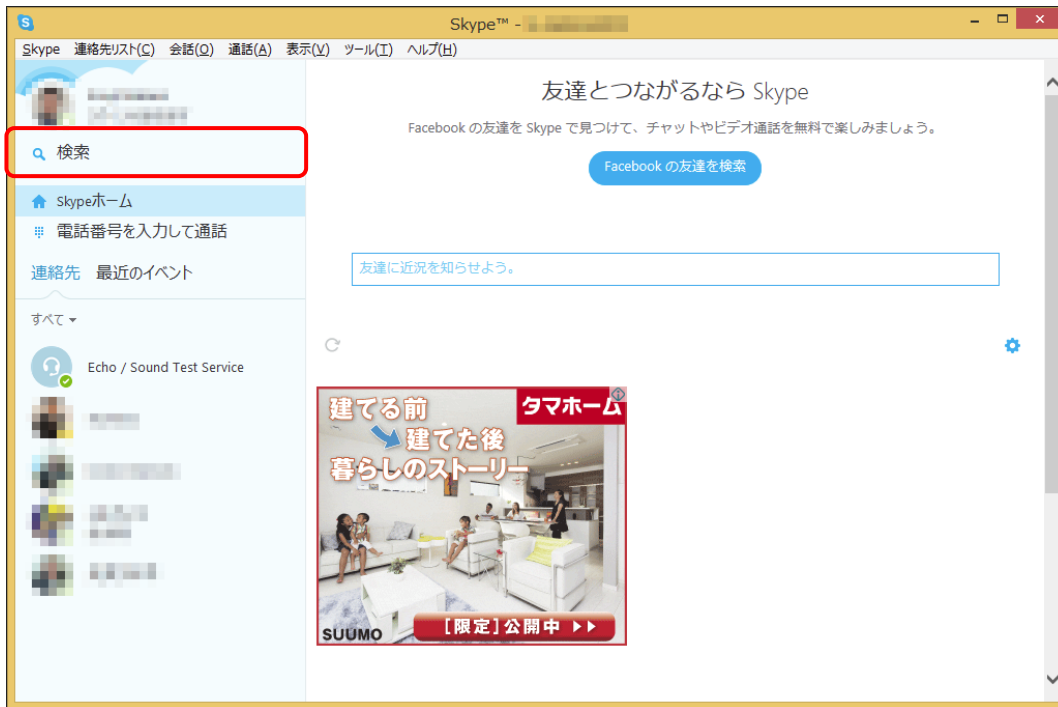 Skype™ -
Skype 連絡先リスト(C) 会話(O) 通話(A) 表示(V) ツール(T) ヘルプ(H)
検索
Skypeホーム
電話番号を入力して通話
連絡先 最近のイベント
すべて
Echo / Sound Test Service
友達とつながるなら Skype
Facebook の友達を Skype で見つけて、チャットやビデオ通話を無料で楽しみましょう。
Facebook の友達を検索
友達に近況を知らせよう。
建てる前
タマホーム
建てた後
暮らしのストーリー
SUUMO
[限定]公開中